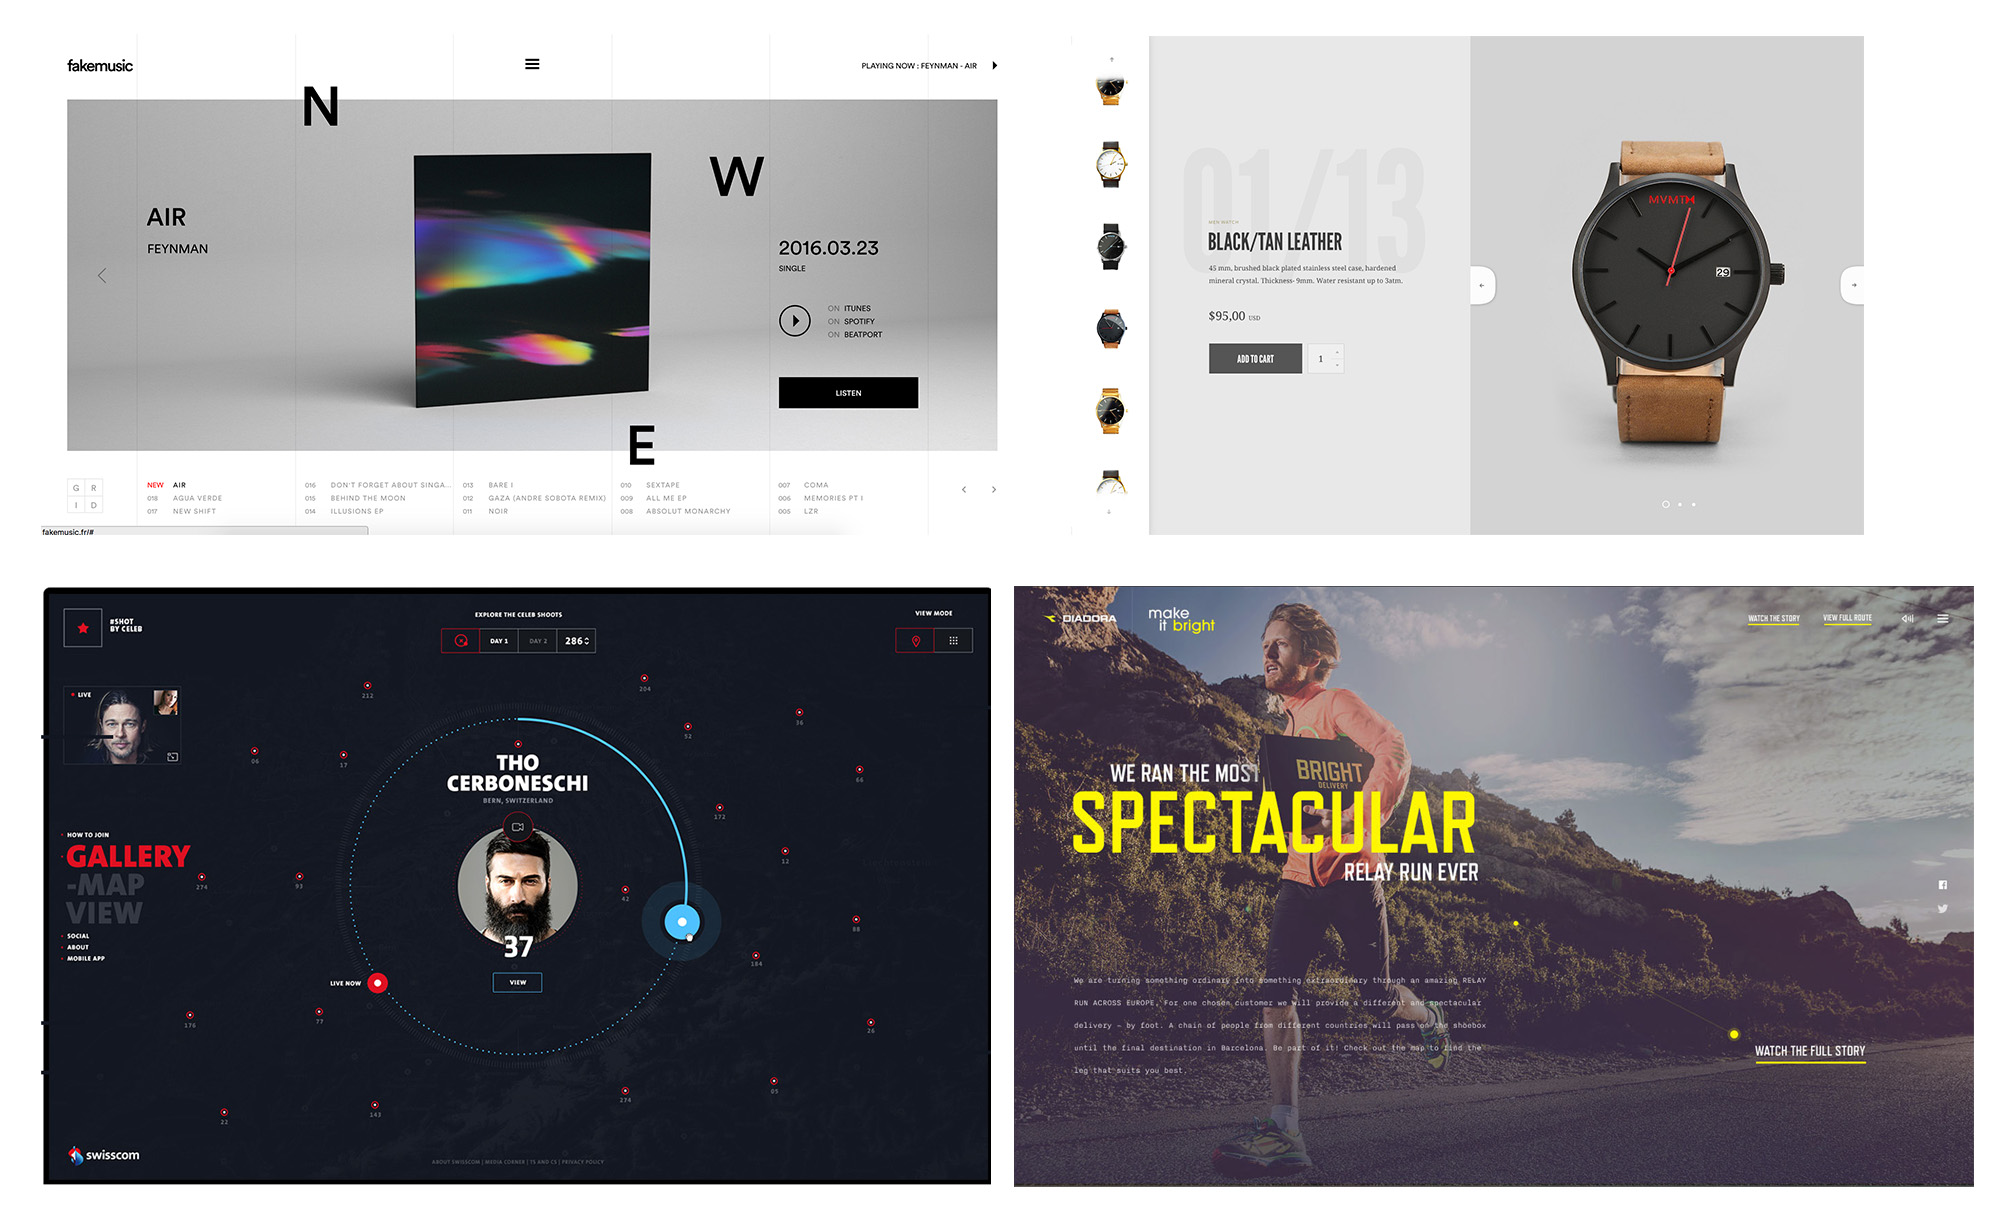 fakemusic
PLAYING NOW : FEYNMAN - AIR
N
W
E
AIR
FEYNMAN
2016.03.23
SINGLE
ON ITUNES
ON SPOTIFY
ON BEATPORT
LISTEN
G R
I D
NEW AIR
018 AGUA VERDE
017 NEW SHIFT
016 DON'T FORGET ABOUT SINGA...
015 BEHIND THE MOON
014 ILLUSIONS EP
013 BARE I
012 GAZA (ANDRE SOBOTA REMIX)
011 NOIR
010 SEXTAPE
009 ALL ME EP
008 ABSOLUT MONARCHY
007 COMA
006 MEMORIES PT I
005 LZR
fakemusic.fr/#
01/13
MEN WATCH
BLACK/TAN LEATHER
45 mm, brushed black plated stainless steel case, hardened
mineral crystal. Thickness- 9mm. Water resistant up to 3atm.
$95,00 USD
ADD TO CART
1
MVMTH
29
#SHOT
BY CELEB
EXPLORE THE CELEB SHOOTS
DAY 1
DAY 2
286
VIEW MODE
LIVE
212
204
52
36
06
17
66
172
12
274
93
42
88
184
176
77
26
05
274
143
22
THO
CERBONESCHI
BERN, SWITZERLAND
37
VIEW
LIVE NOW
HOW TO JOIN
GALLERY
-MAP
VIEW
SOCIAL
ABOUT
MOBILE APP
swisscom
ABOUT SWISSCOM | MEDIA CORNER | TS AND CS | PRIVACY POLICY
DIADORA
make
it bright
WATCH THE STORY
VIEW FULL ROUTE
BRIGHT
DELIVERY
WE RAN THE MOST
SPECTACULAR
RELAY RUN EVER
We are turning something ordinary into something extraordinary through an amazing RELAY
RUN ACROSS EUROPE. For one chosen customer we will provide a different and spectacular
delivery – by foot. A chain of people from different countries will pass on the shoebox
until the final destination in Barcelona. Be part of it! Check out the map to find the
leg that suits you best.
WATCH THE FULL STORY